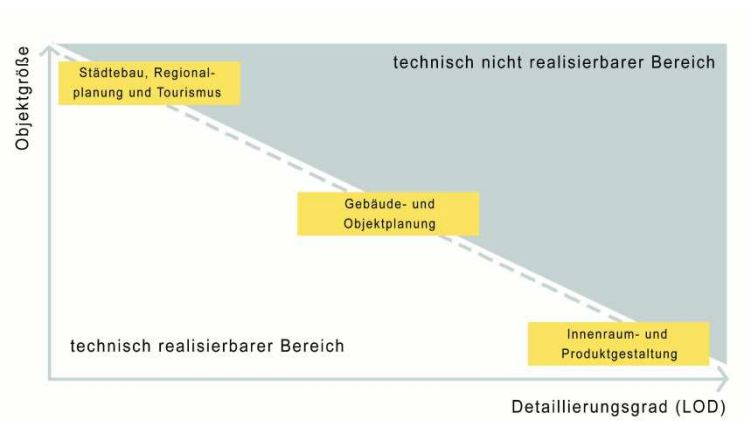 Objektgröße
Städtebau, Regional-
planung und Tourismus
technisch nicht realisierbarer Bereich
Gebäude- und
Objektplanung
technisch realisierbarer Bereich
Innenraum- und
Produktgestaltung
Detaillierungsgrad (LOD)